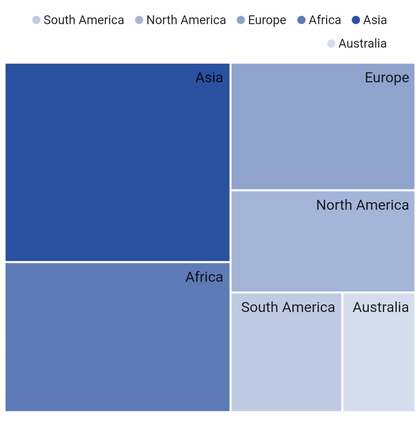 South America North America Europe Africa Asia
Australia
Asia
Europe
North America
Africa
South America
Australia